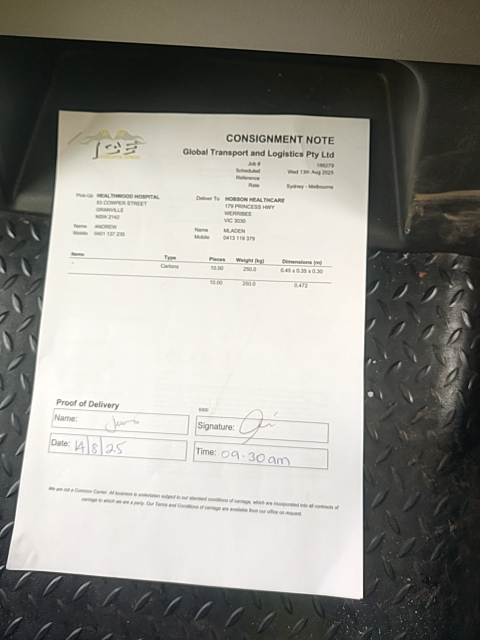 CONSIGNMENT NOTE
Global Transport and Logistics Pty Ltd
Job # 166279
Scheduled Wed 13th Aug 2025
Reference
Rate Sydney - Melbourne
Pick-Up HEALTHWOOD HOSPITAL
93 COWPER STREET
GRANVILLE
NSW 2142
Name ANDREW
Mobile 0401 137 235
Deliver To HOBSON HEALTHCARE
179 PRINCESS HWY
WERRIBEE
VIC 3030
Name MLADEN
Mobile 0413 118 379
Items Type Pieces Weight (kg) Dimensions (m)
- Cartons 10.00 250.0 0.45 x 0.35 x 0.30
10.00 250.0 0.472
Proof of Delivery
Name:
Signature:
Date: 14/8/25
Time: 09.30am
We are not a Common Carrier. All business is undertaken subject to our standard conditions of carriage, which are incorporated into all contracts of
carriage to which we are a party. Our Terms and Conditions of carriage are available from our office on request.